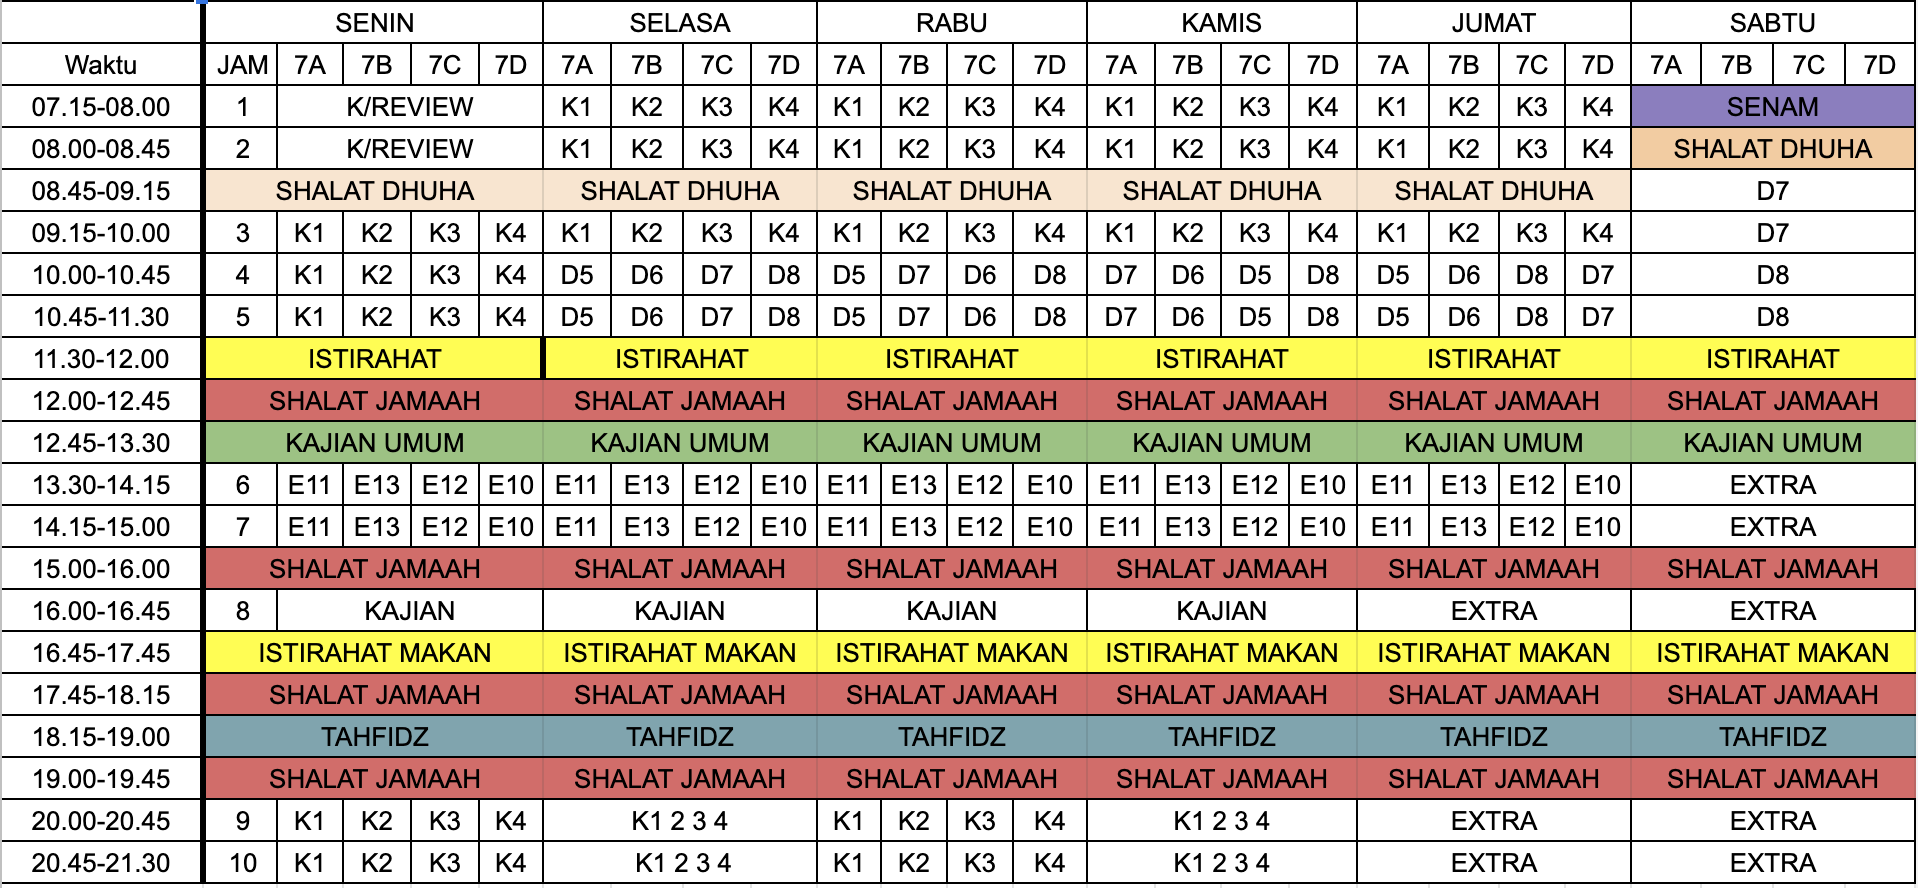 SENIN SELASA RABU KAMIS JUMAT SABTU
Waktu JAM 7A 7B 7C 7D 7A 7B 7C 7D 7A 7B 7C 7D 7A 7B 7C 7D 7A 7B 7C 7D 7A 7B 7C 7D
07.15-08.00 1 K/REVIEW K1 K2 K3 K4 K1 K2 K3 K4 K1 K2 K3 K4 K1 K2 K3 K4 SENAM
08.00-08.45 2 K/REVIEW K1 K2 K3 K4 K1 K2 K3 K4 K1 K2 K3 K4 K1 K2 K3 K4 SHALAT DHUHA
08.45-09.15 SHALAT DHUHA SHALAT DHUHA SHALAT DHUHA SHALAT DHUHA SHALAT DHUHA D7
09.15-10.00 3 K1 K2 K3 K4 K1 K2 K3 K4 K1 K2 K3 K4 K1 K2 K3 K4 K1 K2 K3 K4 D7
10.00-10.45 4 K1 K2 K3 K4 D5 D6 D7 D8 D5 D7 D6 D8 D7 D6 D5 D8 D5 D6 D8 D7 D8
10.45-11.30 5 K1 K2 K3 K4 D5 D6 D7 D8 D5 D7 D6 D8 D7 D6 D5 D8 D5 D6 D8 D7 D8
11.30-12.00 ISTIRAHAT ISTIRAHAT ISTIRAHAT ISTIRAHAT ISTIRAHAT ISTIRAHAT
12.00-12.45 SHALAT JAMAAH SHALAT JAMAAH SHALAT JAMAAH SHALAT JAMAAH SHALAT JAMAAH SHALAT JAMAAH
12.45-13.30 KAJIAN UMUM KAJIAN UMUM KAJIAN UMUM KAJIAN UMUM KAJIAN UMUM KAJIAN UMUM
13.30-14.15 6 E11 E13 E12 E10 E11 E13 E12 E10 E11 E13 E12 E10 E11 E13 E12 E10 E11 E13 E12 E10 EXTRA
14.15-15.00 7 E11 E13 E12 E10 E11 E13 E12 E10 E11 E13 E12 E10 E11 E13 E12 E10 E11 E13 E12 E10 EXTRA
15.00-16.00 SHALAT JAMAAH SHALAT JAMAAH SHALAT JAMAAH SHALAT JAMAAH SHALAT JAMAAH SHALAT JAMAAH
16.00-16.45 8 KAJIAN KAJIAN KAJIAN KAJIAN EXTRA EXTRA
16.45-17.45 ISTIRAHAT MAKAN ISTIRAHAT MAKAN ISTIRAHAT MAKAN ISTIRAHAT MAKAN ISTIRAHAT MAKAN ISTIRAHAT MAKAN
17.45-18.15 SHALAT JAMAAH SHALAT JAMAAH SHALAT JAMAAH SHALAT JAMAAH SHALAT JAMAAH SHALAT JAMAAH
18.15-19.00 TAHFIDZ TAHFIDZ TAHFIDZ TAHFIDZ TAHFIDZ TAHFIDZ
19.00-19.45 SHALAT JAMAAH SHALAT JAMAAH SHALAT JAMAAH SHALAT JAMAAH SHALAT JAMAAH SHALAT JAMAAH
20.00-20.45 9 K1 K2 K3 K4 K1 2 3 4 K1 K2 K3 K4 K1 2 3 4 EXTRA EXTRA
20.45-21.30 10 K1 K2 K3 K4 K1 2 3 4 K1 K2 K3 K4 K1 2 3 4 EXTRA EXTRA